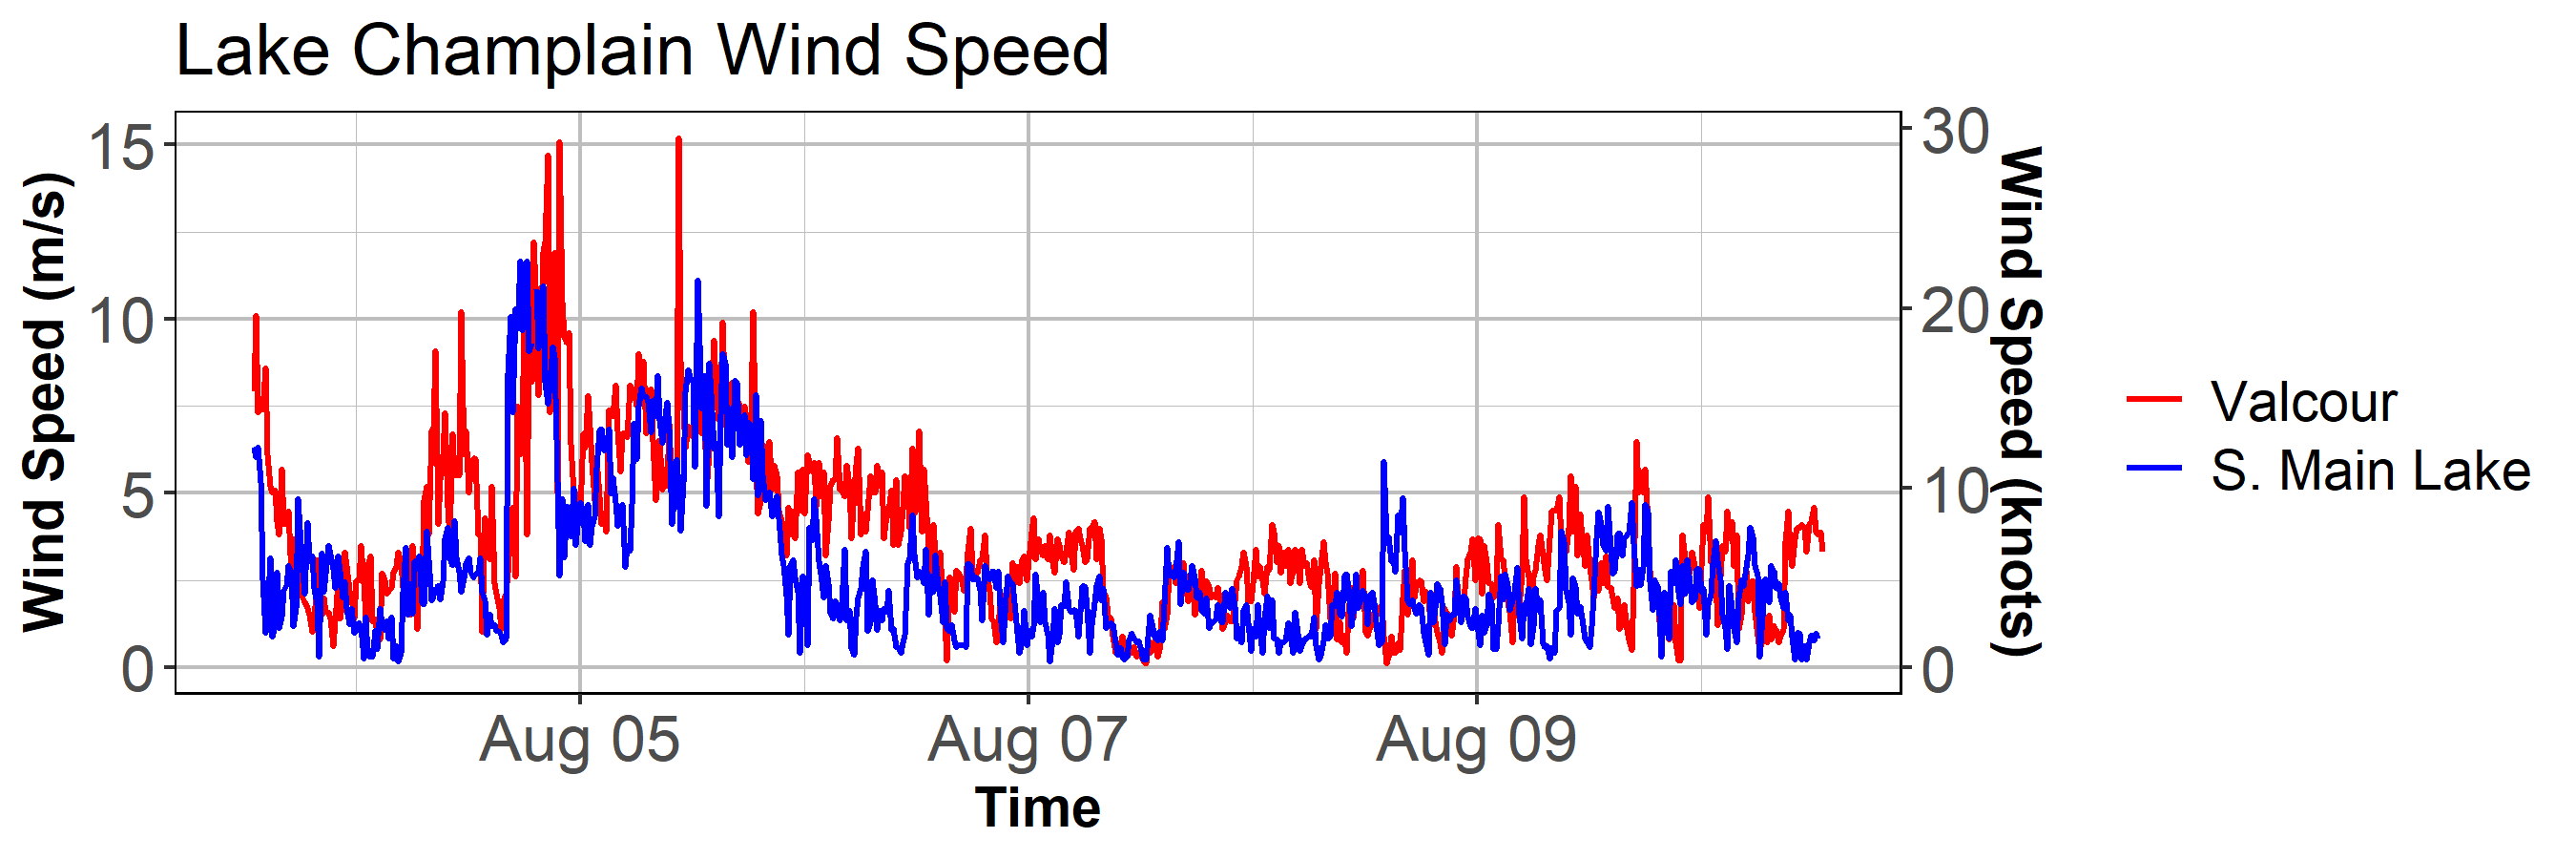 Lake Champlain Wind Speed
Wind Speed (m/s)
15
10
5
0
30
20
10
0
Wind Speed (knots)
Aug 05
Aug 07
Aug 09
Time
Valcour
S. Main Lake